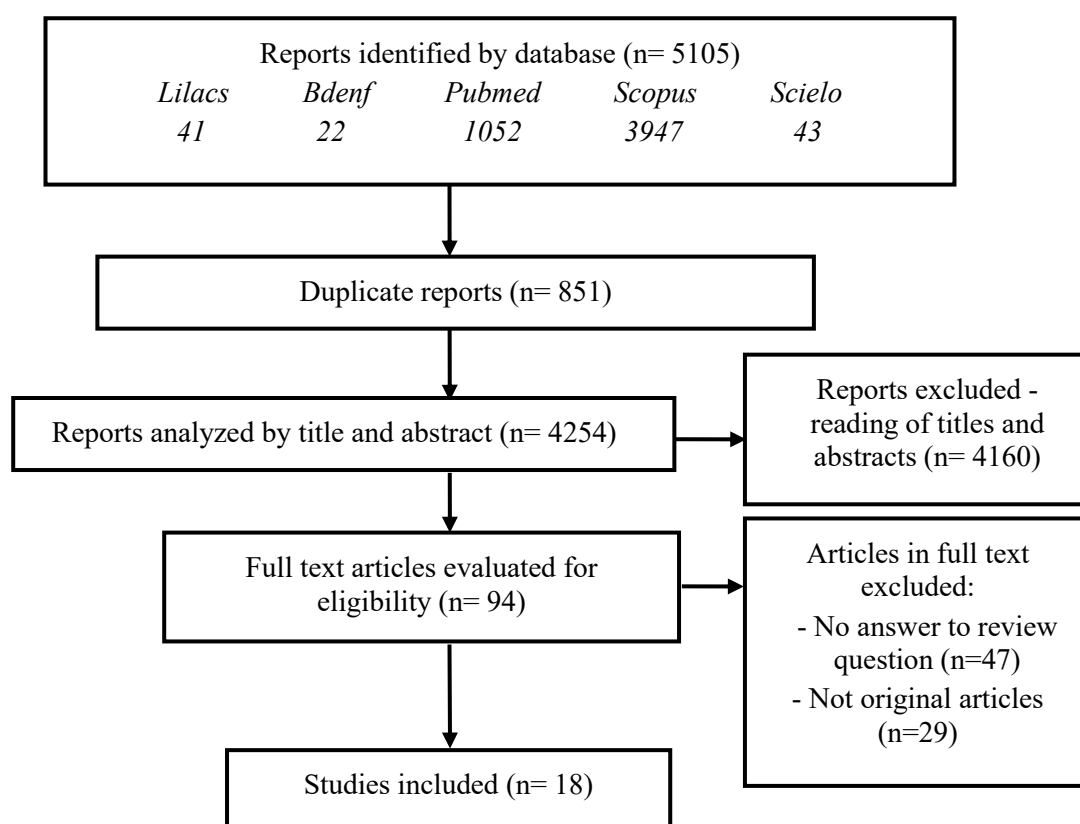 Reports identified by database (n= 5105)
Lilacs Bdenf Pubmed Scopus Scielo
41 22 1052 3947 43
Duplicate reports (n= 851)
Reports analyzed by title and abstract (n= 4254)
Reports excluded -
reading of titles and
abstracts (n= 4160)
Full text articles evaluated for
eligibility (n= 94)
Articles in full text
excluded:
- No answer to review
question (n=47)
- Not original articles
(n=29)
Studies included (n= 18)